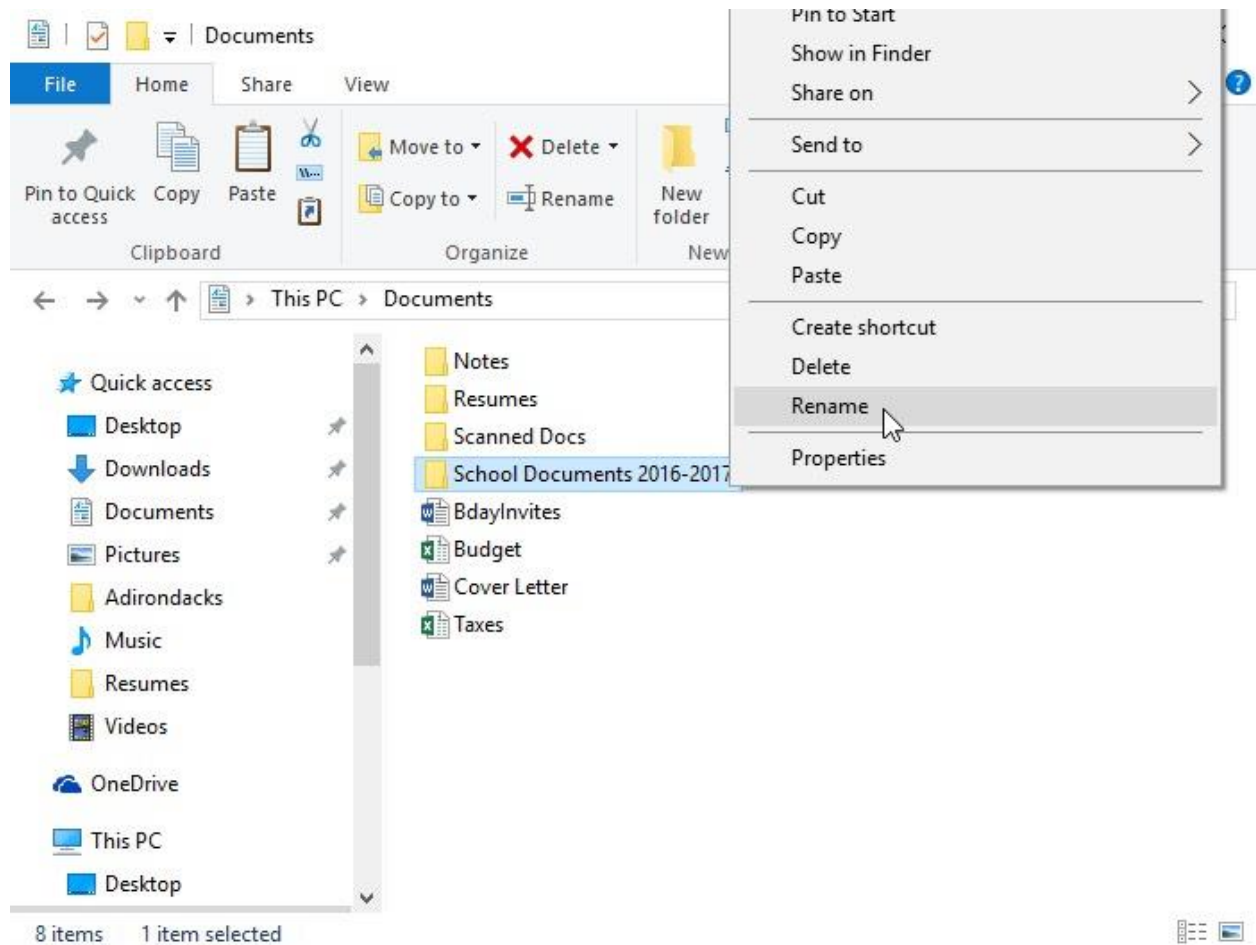 Documents
File Home Share View
Pin to Quick access
Copy
Paste
Clipboard
Move to
Copy to
Delete
Rename
Organize
New folder
New
This PC > Documents
Quick access
Desktop
Downloads
Documents
Pictures
Adirondacks
Music
Resumes
Videos
OneDrive
This PC
Desktop
Notes
Resumes
Scanned Docs
School Documents 2016-2017
BdayInvites
Budget
Cover Letter
Taxes
Pin to Start
Show in Finder
Share on
Send to
Cut
Copy
Paste
Create shortcut
Delete
Rename
Properties
8 items 1 item selected